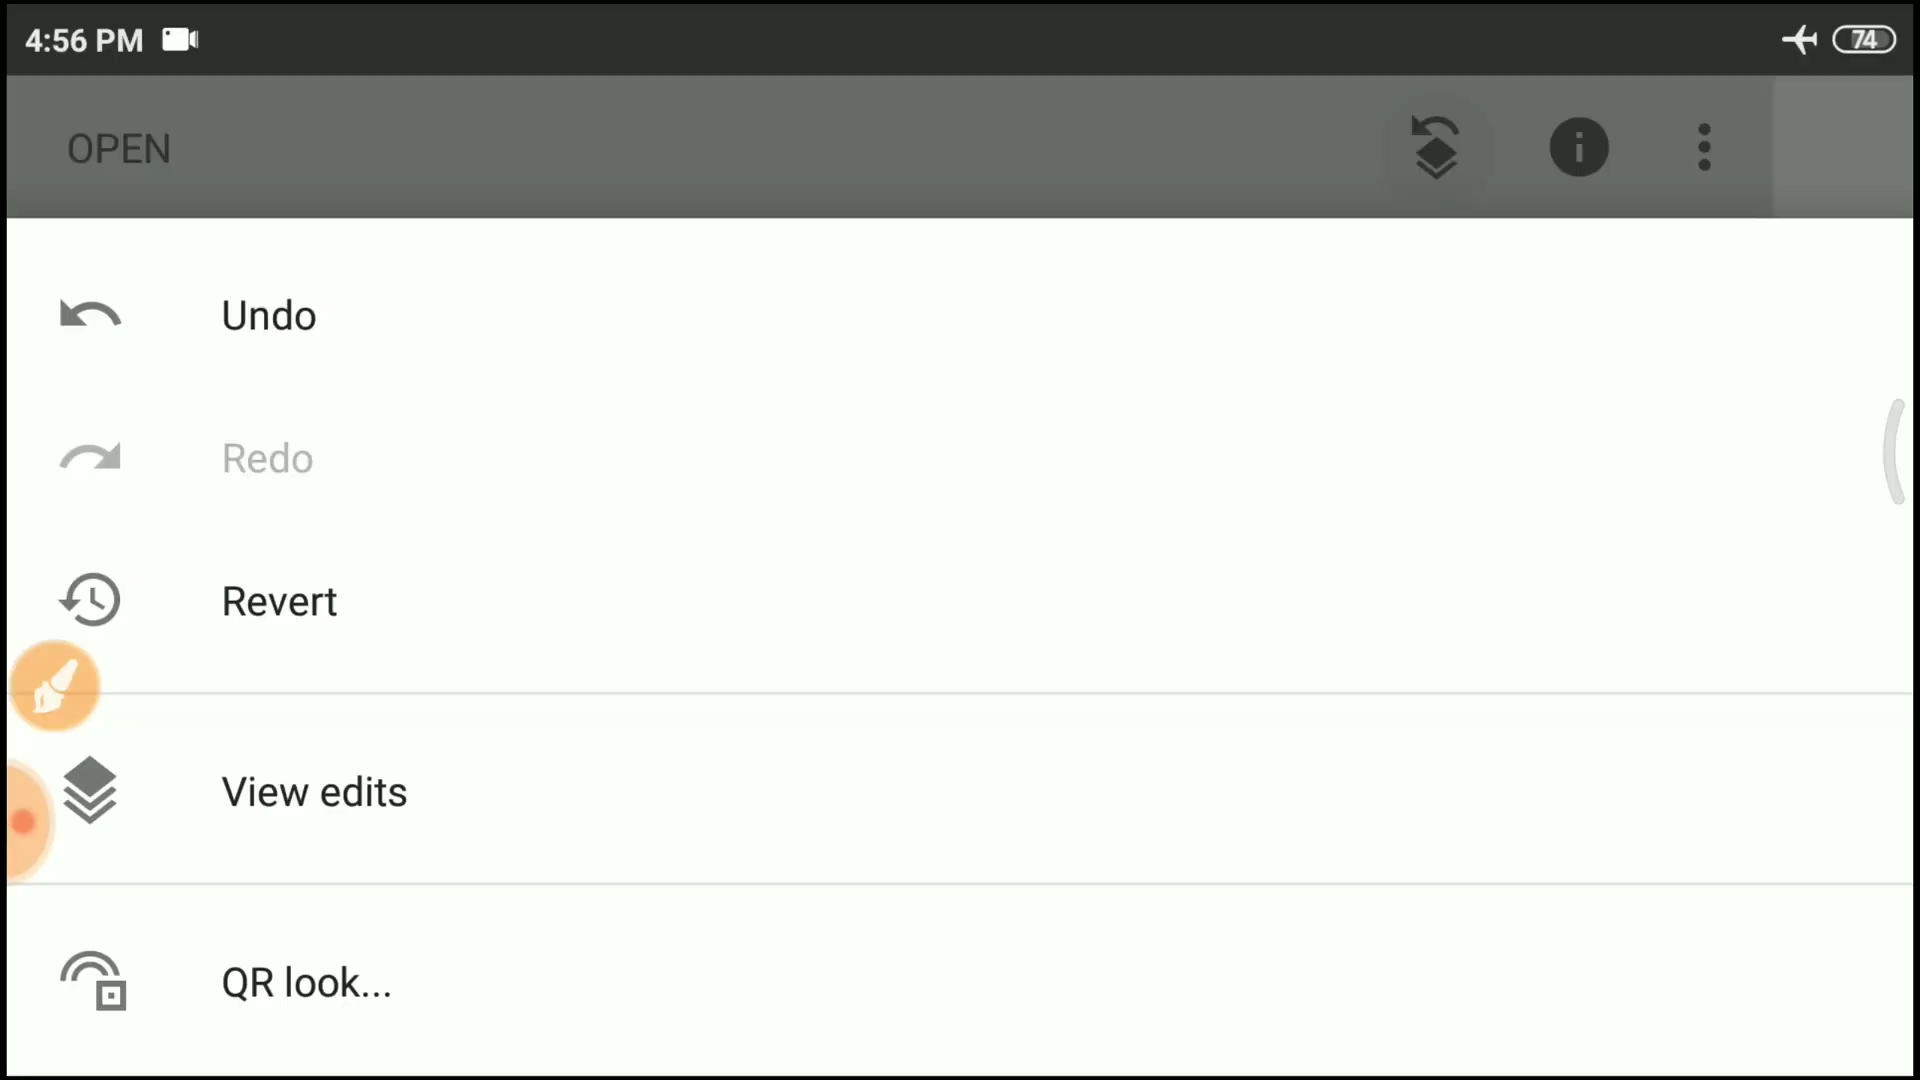 4:56 PM
74
OPEN
Undo
Redo
Revert
View edits
QR look...